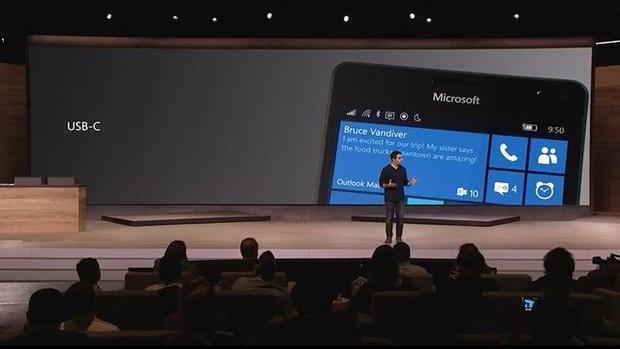 USB-C
Microsoft
9:50
Bruce Vandiver
I am excited for our trip! My sister says
the food trucks downtown are amazing!
Outlook Ma
10
4